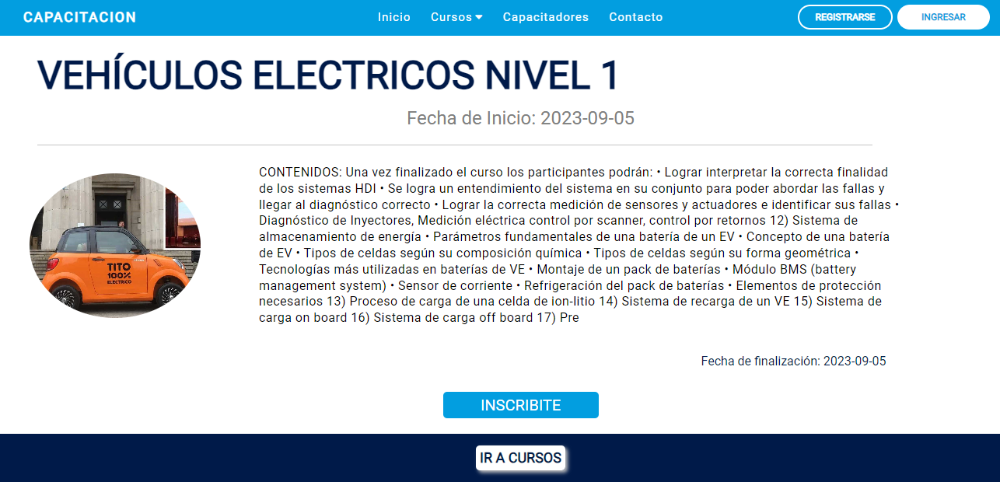 CAPACITACION
Inicio
Cursos
Capacitadores
Contacto
REGISTRARSE
INGRESAR
VEHÍCULOS ELECTRICOS NIVEL 1
Fecha de Inicio: 2023-09-05
CONTENIDOS: Una vez finalizado el curso los participantes podrán: • Lograr interpretar la correcta finalidad
de los sistemas HDI • Se logra un entendimiento del sistema en su conjunto para poder abordar las fallas y
llegar al diagnóstico correcto • Lograr la correcta medición de sensores y actuadores e identificar sus fallas •
Diagnóstico de Inyectores, Medición eléctrica control por scanner, control por retornos 12) Sistema de
almacenamiento de energía • Parámetros fundamentales de una batería de un EV • Concepto de una batería
de EV • Tipos de celdas según su composición química • Tipos de celdas según su forma geométrica •
Tecnologías más utilizadas en baterías de VE • Montaje de un pack de baterías • Módulo BMS (battery
management system) • Sensor de corriente • Refrigeración del pack de baterías • Elementos de protección
necesarios 13) Proceso de carga de una celda de ion-litio 14) Sistema de recarga de un VE 15) Sistema de
carga on board 16) Sistema de carga off board 17) Pre
TITO
100%
ELECTRICO
Fecha de finalización: 2023-09-05
INSCRIBITE
IR A CURSOS